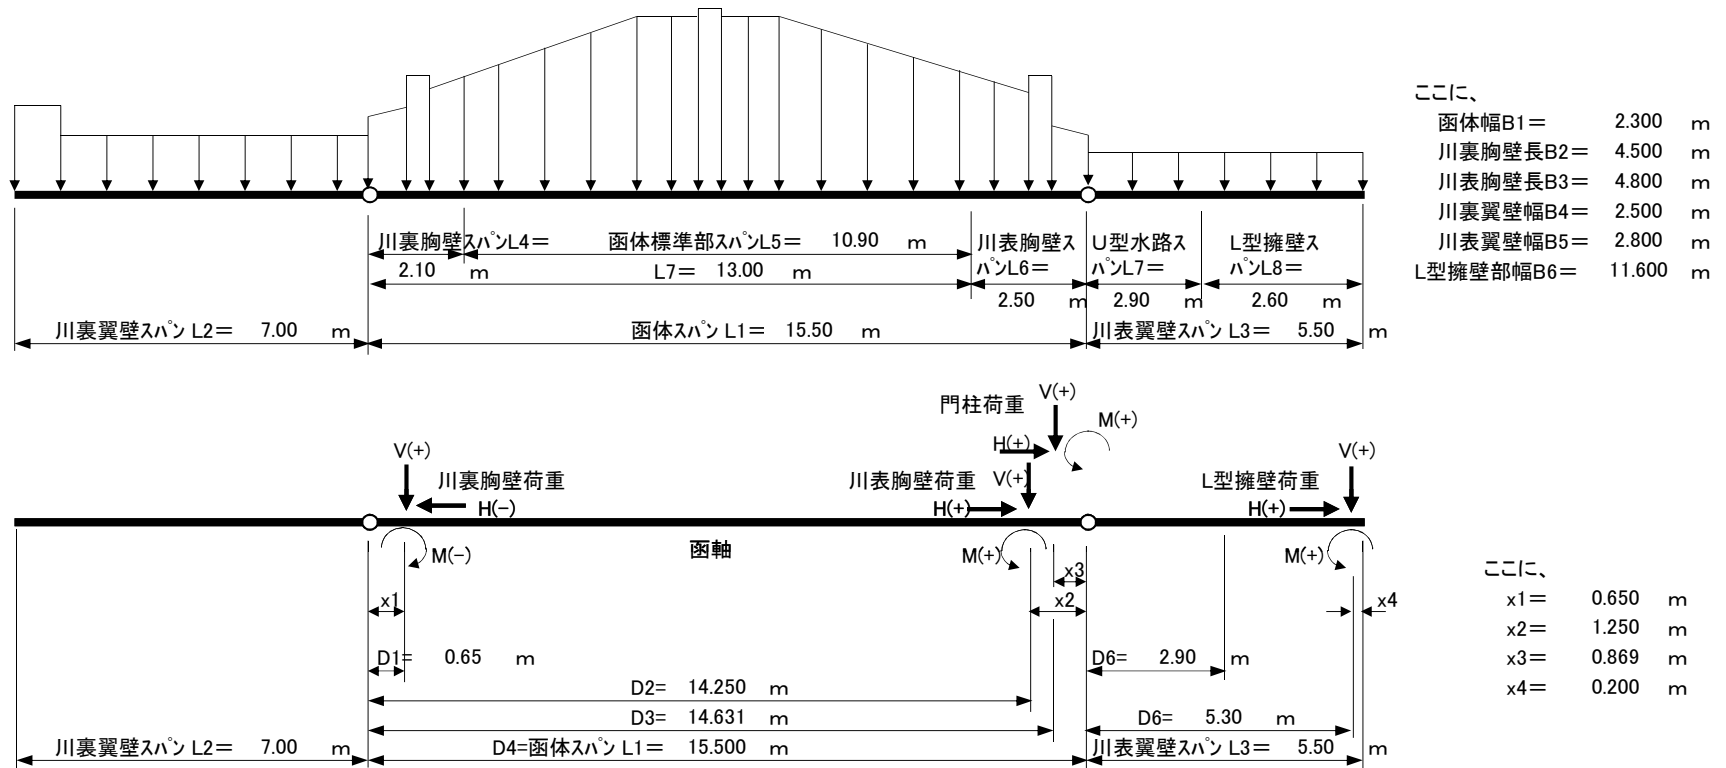 ここに、
函体幅B1＝ 2.300 m
川裏胸壁長B2＝ 4.500 m
川表胸壁長B3＝ 4.800 m
川裏翼壁幅B4＝ 2.500 m
川表翼壁幅B5＝ 2.800 m
L型擁壁部幅B6＝ 11.600 m
川裏胸壁スパンL4＝
2.10 m
函体標準部スパンL5＝ 10.90 m
L7＝ 13.00 m
川表胸壁ス
パンL6＝
2.50 m
U型水路ス
パンL7＝
2.90 m
L型擁壁ス
パンL8＝
2.60 m
川裏翼壁スパン L2＝ 7.00 m
函体スパン L1＝ 15.50 m
川表翼壁スパン L3＝ 5.50 m
門柱荷重
V(+)
M(+)
H(+)
V(+)
川裏胸壁荷重
H(−)
M(−)
川表胸壁荷重
V(+)
H(+)
M(+)
L型擁壁荷重
V(+)
H(+)
M(+)
函軸
x1
x3
x2
x4
ここに、
x1＝ 0.650 m
x2＝ 1.250 m
x3＝ 0.869 m
x4＝ 0.200 m
D1= 0.65 m
D6= 2.90 m
D2= 14.250 m
D3= 14.631 m
D6= 5.30 m
川裏翼壁スパン L2＝ 7.00 m
D4=函体スパン L1＝ 15.500 m
川表翼壁スパン L3＝ 5.50 m